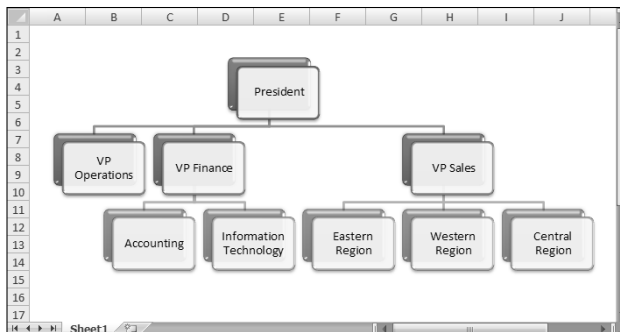 A B C D E F G H I J
1
2
3
4
5
6
7
8
9
10
11
12
13
14
15
16
17
President
VP
Operations
VP Finance
VP Sales
Accounting
Information
Technology
Eastern
Region
Western
Region
Central
Region
Sheet1